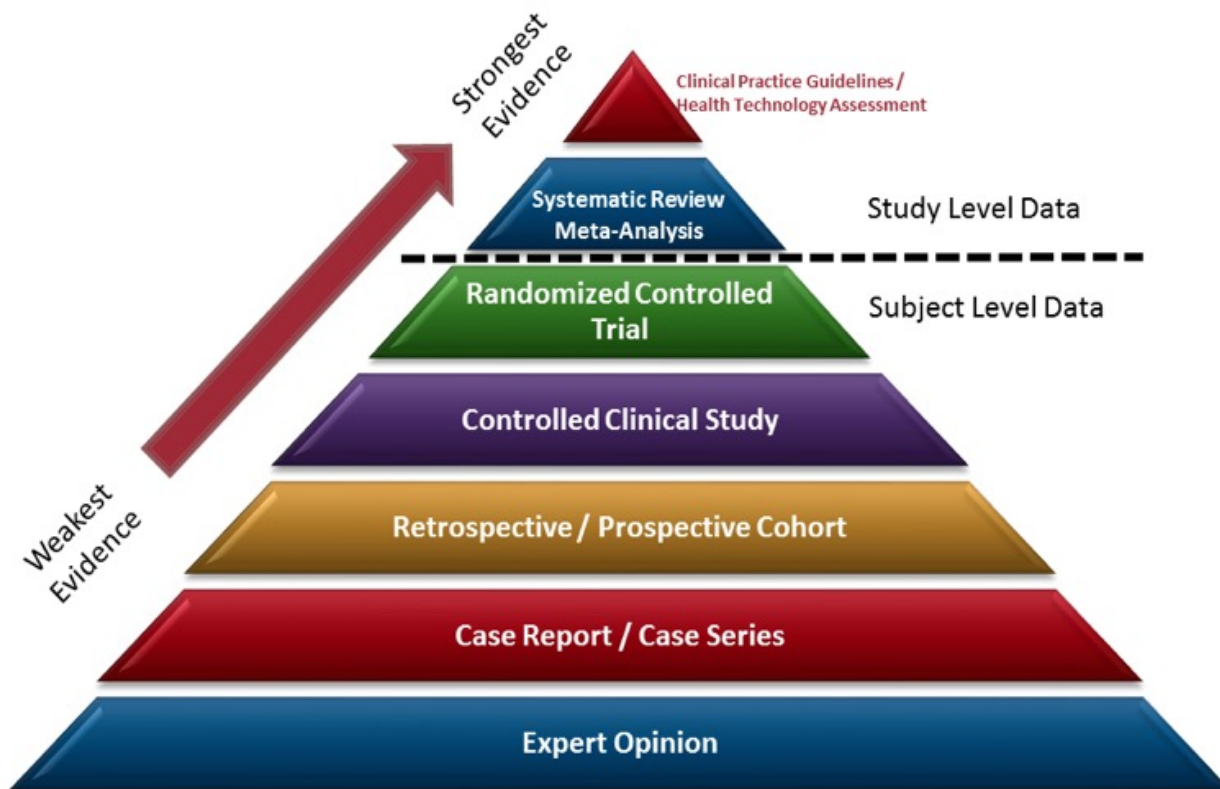 Strongest
Evidence
Clinical Practice Guidelines /
Health Technology Assessment
Systematic Review
Meta-Analysis
Study Level Data
Randomized Controlled
Trial
Subject Level Data
Controlled Clinical Study
Weakest
Evidence
Retrospective / Prospective Cohort
Case Report / Case Series
Expert Opinion